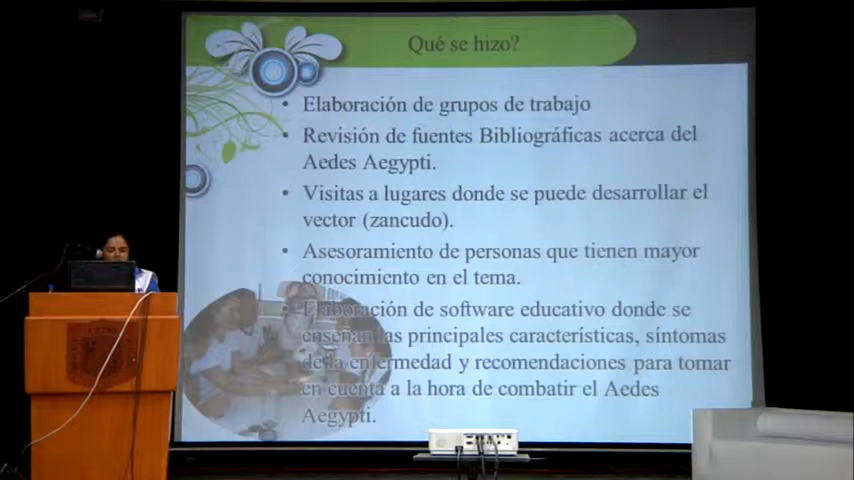 Qué se hizo?
• Elaboración de grupos de trabajo
• Revisión de fuentes Bibliográficas acerca del
Aedes Aegypti.
• Visitas a lugares donde se puede desarrollar el
vector (zancudo).
• Asesoramiento de personas que tienen mayor
conocimiento en el tema.
• Elaboración de software educativo donde se
enseñan las principales características, síntomas
de la enfermedad y recomendaciones para tomar
en cuenta a la hora de combatir el Aedes
Aegypti.